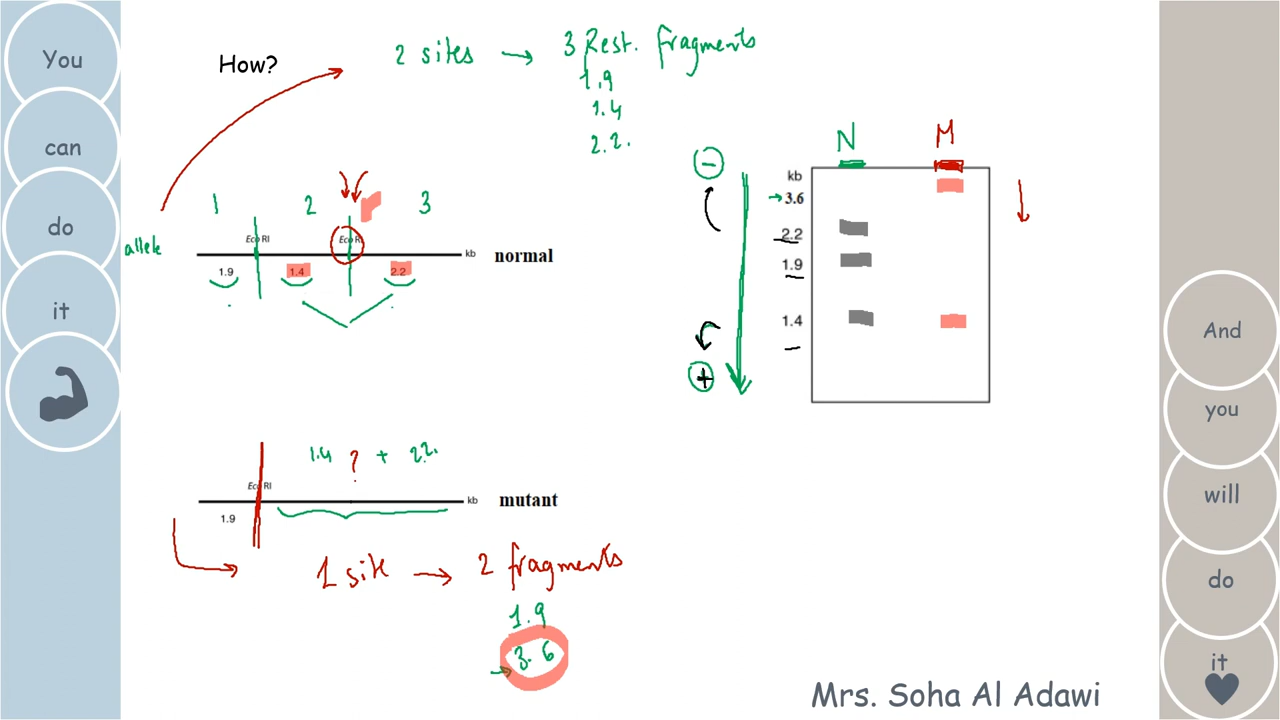 You
can
do
it
How?
2 sites → 3 Rest. fragments
1.9
1.4
2.2.
1 2 3
allele
EcoRI EcoRI
kb
normal
1.9 1.4 2.2
1.4 ? + 2.2.
EcoRI
kb
mutant
1.9
1 site → 2 fragments
1.9
→ 3.6
N M
−
kb
→ 3.6
2.2
1.9
1.4
+
And
you
will
do
it
Mrs. Soha Al Adawi